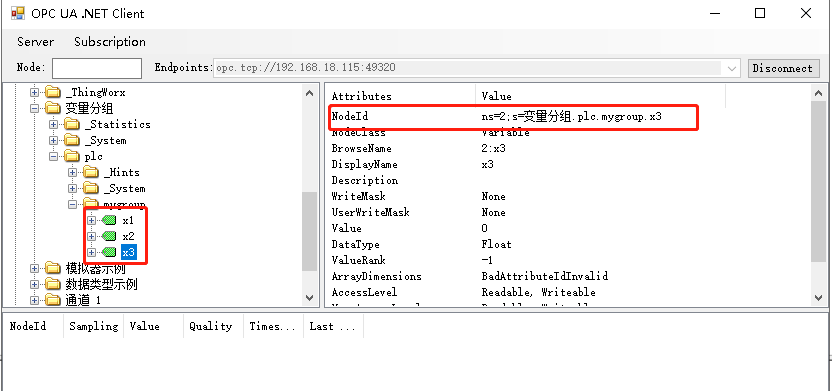 OPC UA .NET Client
Server Subscription
Node: Endpoints: opc.tcp://192.168.18.115:49320 Disconnect
_ThingWorx
变量分组
_Statistics
_System
plc
_Hints
_System
mygroup
x1
x2
x3
模拟器示例
数据类型示例
通道 1
Attributes Value
NodeId ns=2;s=变量分组.plc.mygroup.x3
NodeClass Variable
BrowseName 2:x3
DisplayName x3
Description
WriteMask None
UserWriteMask None
Value 0
DataType Float
ValueRank -1
ArrayDimensions BadAttributeIdInvalid
AccessLevel Readable, Writeable
NodeId Sampling Value Quality Times... Last ...